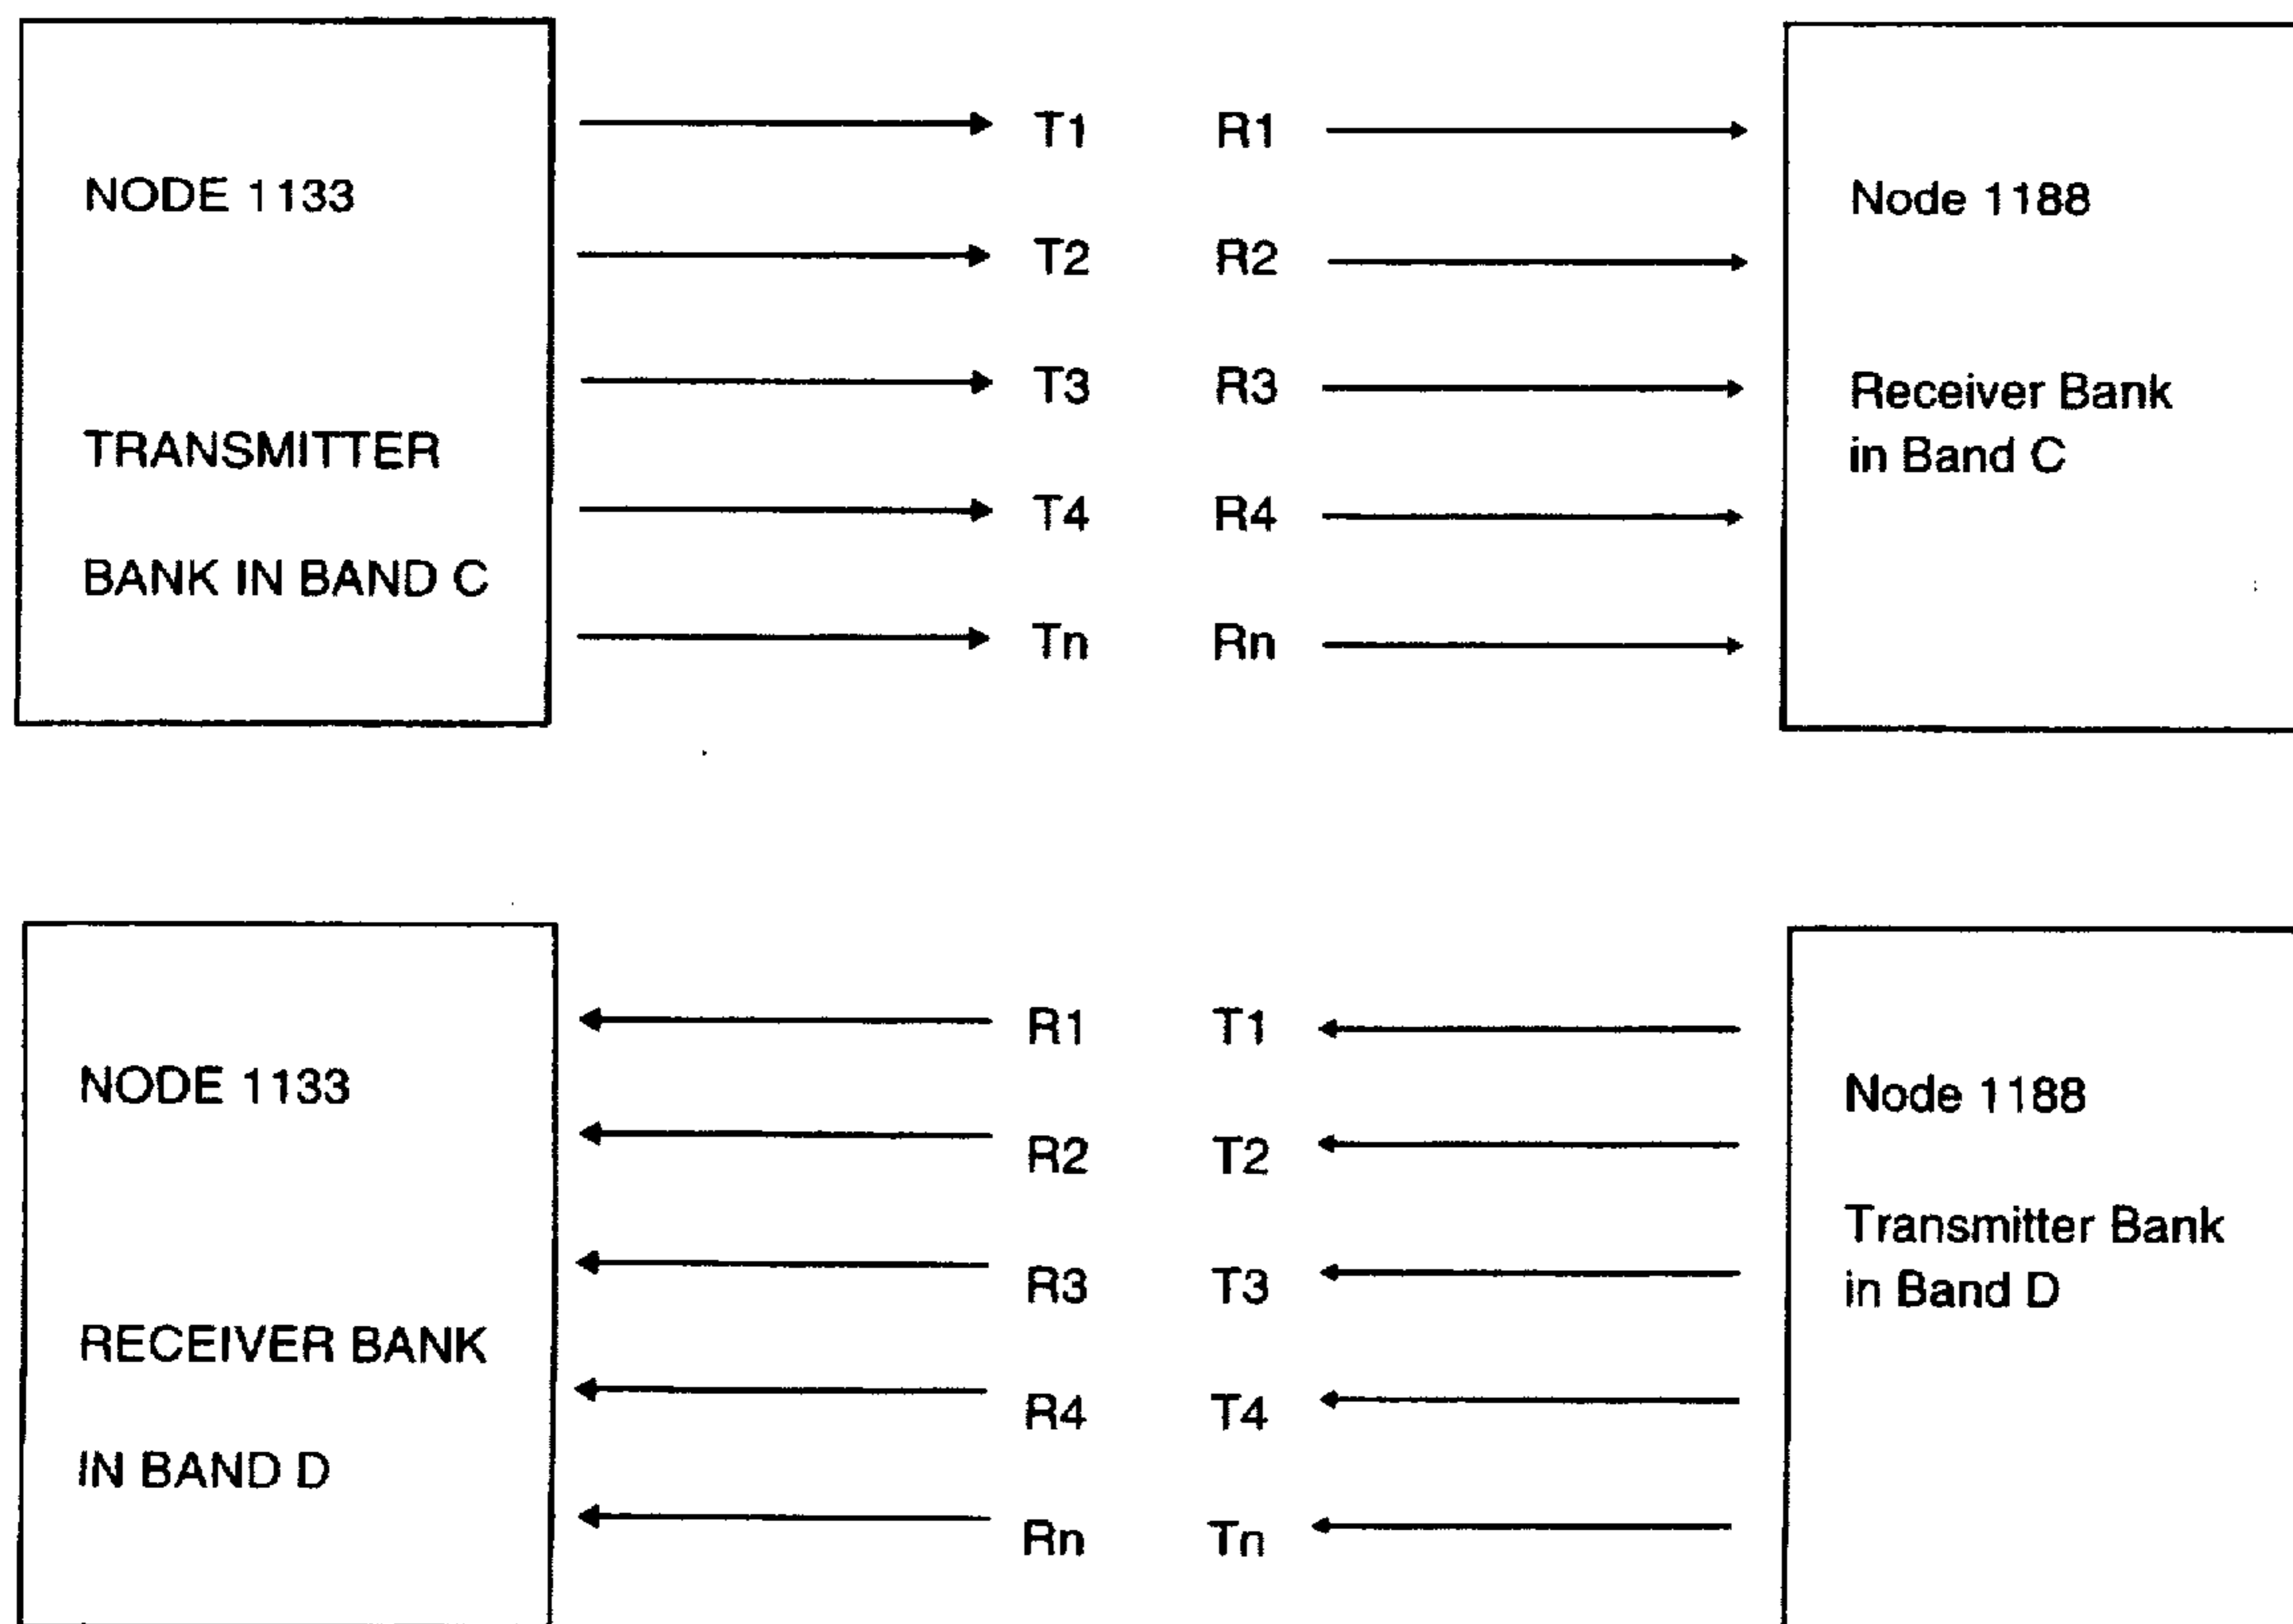 NODE 1133
TRANSMITTER
BANK IN BAND C
T1
T2
T3
T4
Tn
R1
R2
R3
R4
Rn
Node 1188
Receiver Bank
in Band C
NODE 1133
RECEIVER BANK
IN BAND D
R1
R2
R3
R4
Rn
T1
T2
T3
T4
Tn
Node 1188
Transmitter Bank
in Band D